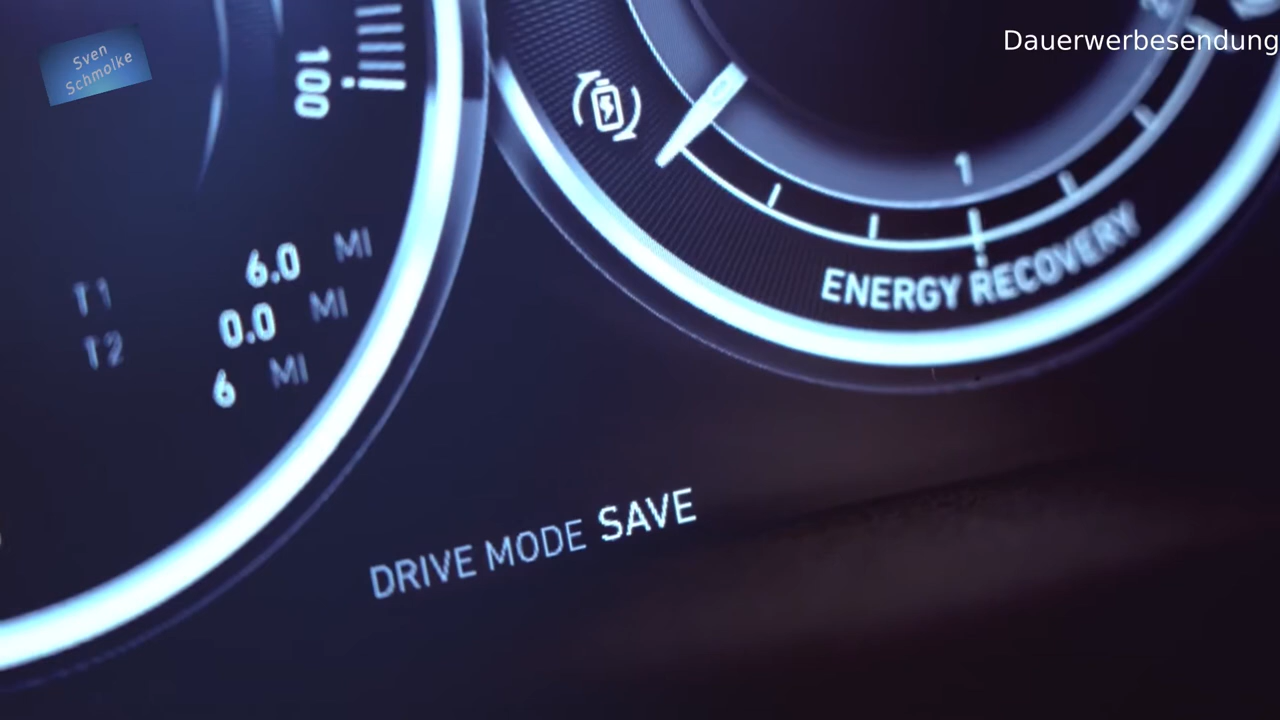 Sven
Schmolke
Dauerwerbesendung
100
1
ENERGY RECOVERY
6.0 MI
T1 0.0 MI
T2 6 MI
DRIVE MODE SAVE